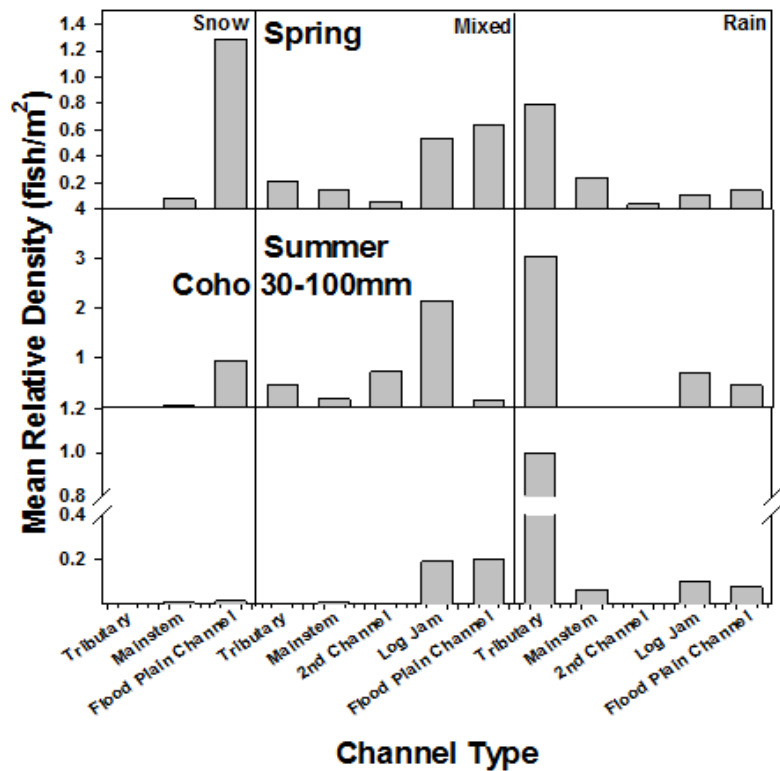 Snow
Spring
Mixed
Rain
1.4
1.2
1.0
0.8
0.6
0.4
0.2
4
Summer
Coho 30-100mm
3
2
1
1.2
1.0
0.8
0.4
0.2
Mean Relative Density (fish/m²)
Tributary
Mainstem
Flood Plain Channel
Tributary
Mainstem
2nd Channel
Log Jam
Flood Plain Channel
Tributary
Mainstem
2nd Channel
Log Jam
Flood Plain Channel
Channel Type